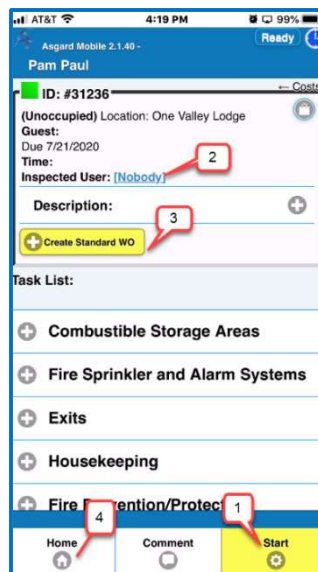 AT&T 4:19 PM 99%
Asgard Mobile 2.1.40 - Ready
Pam Paul
ID: #31236 ← Costs
(Unoccupied) Location: One Valley Lodge
Guest:
Due 7/21/2020
Time:
Inspected User: [Nobody]
2
Description:
3
Create Standard WO
Task List:
Combustible Storage Areas
Fire Sprinkler and Alarm Systems
Exits
Housekeeping
Fire
4
1
Home Comment Start